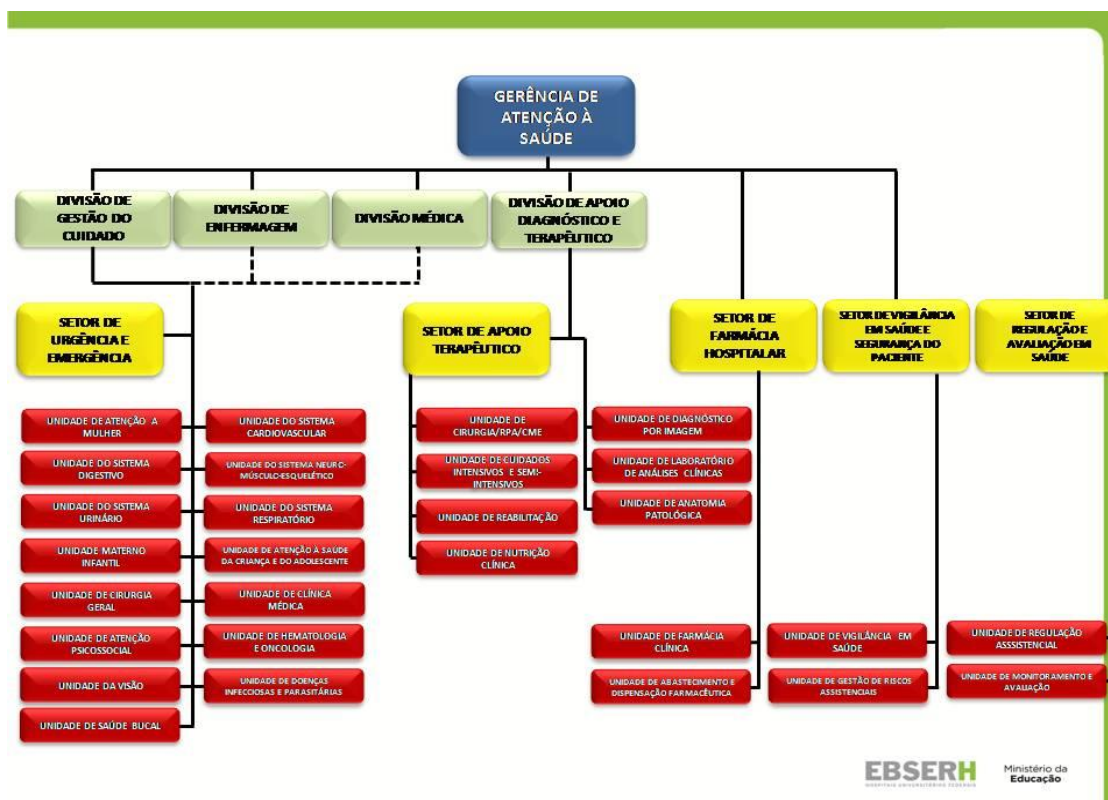 GERÊNCIA DE
ATENÇÃO À
SAÚDE
DIVISÃO DE
GESTÃO DO
CUIDADO
DIVISÃO DE
ENFERMAGEM
DIVISÃO MÉDICA
DIVISÃO DE APOIO
DIAGNÓSTICO E
TERAPÊUTICO
SETOR DE
URGÊNCIA E
EMERGÊNCIA
SETOR DE APOIO
TERAPÊUTICO
SETOR DE
FARMÁCIA
HOSPITALAR
SETOR DE VIGILÂNCIA
EM SAÚDE E
SEGURANÇA DO
PACIENTE
SETOR DE
REGULAÇÃO E
AVALIAÇÃO EM
SAÚDE
UNIDADE DE ATENÇÃO A
MULHER
UNIDADE DO SISTEMA
CARDIOVASCULAR
UNIDADE DO SISTEMA
DIGESTIVO
UNIDADE DO SISTEMA NEURO-
MÚSCULO-ESQUELÉTICO
UNIDADE DO SISTEMA
URINÁRIO
UNIDADE DO SISTEMA
RESPIRATÓRIO
UNIDADE MATERNO
INFANTIL
UNIDADE DE ATENÇÃO À SAUDE
DA CRIANÇA E DO ADOLESCENTE
UNIDADE DE CIRURGIA
GERAL
UNIDADE DE CLÍNICA
MÉDICA
UNIDADE DE ATENÇÃO
PSICOSSOCIAL
UNIDADE DE HEMATOLOGIA
E ONCOLOGIA
UNIDADE DA VISÃO
UNIDADE DE DOENÇAS
INFECCIOSAS E PARASITÁRIAS
UNIDADE DE SAÚDE BUCAL
UNIDADE DE
CIRURGIA/RPA/CME
UNIDADE DE CUIDADOS
INTENSIVOS E SEMI-
INTENSIVOS
UNIDADE DE REABILITAÇÃO
UNIDADE DE NUTRIÇÃO
CLÍNICA
UNIDADE DE DIAGNÓSTICO
POR IMAGEM
UNIDADE DE LABORATÓRIO
DE ANÁLISES CLÍNICAS
UNIDADE DE ANATOMIA
PATOLÓGICA
UNIDADE DE FARMÁCIA
CLÍNICA
UNIDADE DE ABASTECIMENTO E
DISPENSAÇÃO FARMACÊUTICA
UNIDADE DE VIGILÂNCIA EM
SAÚDE
UNIDADE DE GESTÃO DE RISCOS
ASSISTENCIAIS
UNIDADE DE REGULAÇÃO
ASSSISTENCIAL
UNIDADE DE MONITORAMENTO E
AVALIAÇÃO
EBSERH
HOSPITAIS UNIVERSITÁRIOS FEDERAIS
Ministério da
Educação